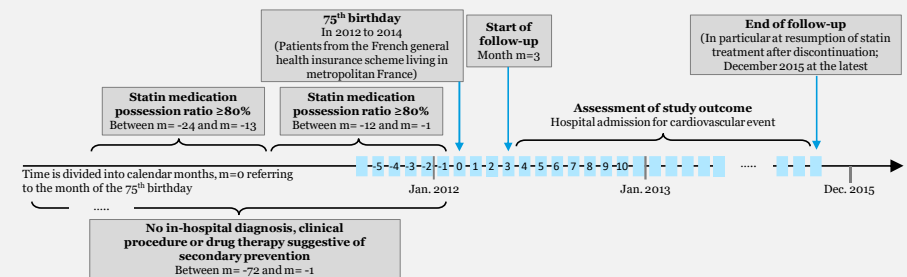 75th birthday
In 2012 to 2014
(Patients from the French general
health insurance scheme living in
metropolitan France)
Start of
follow-up
Month m=3
End of follow-up
(In particular at resumption of statin
treatment after discontinuation;
December 2015 at the latest
Statin medication
possession ratio ≥80%
Between m= -24 and m= -13
Statin medication
possession ratio ≥80%
Between m= -12 and m= -1
Assessment of study outcome
Hospital admission for cardiovascular event
-5 -4 -3 -2 -1 0 1 2 3 4 5 6 7 8 9 10 .....
Time is divided into calendar months, m=0 referring
to the month of the 75th birthday
Jan. 2012 Jan. 2013 Dec. 2015
.....
No in-hospital diagnosis, clinical
procedure or drug therapy suggestive of
secondary prevention
Between m= -72 and m= -1